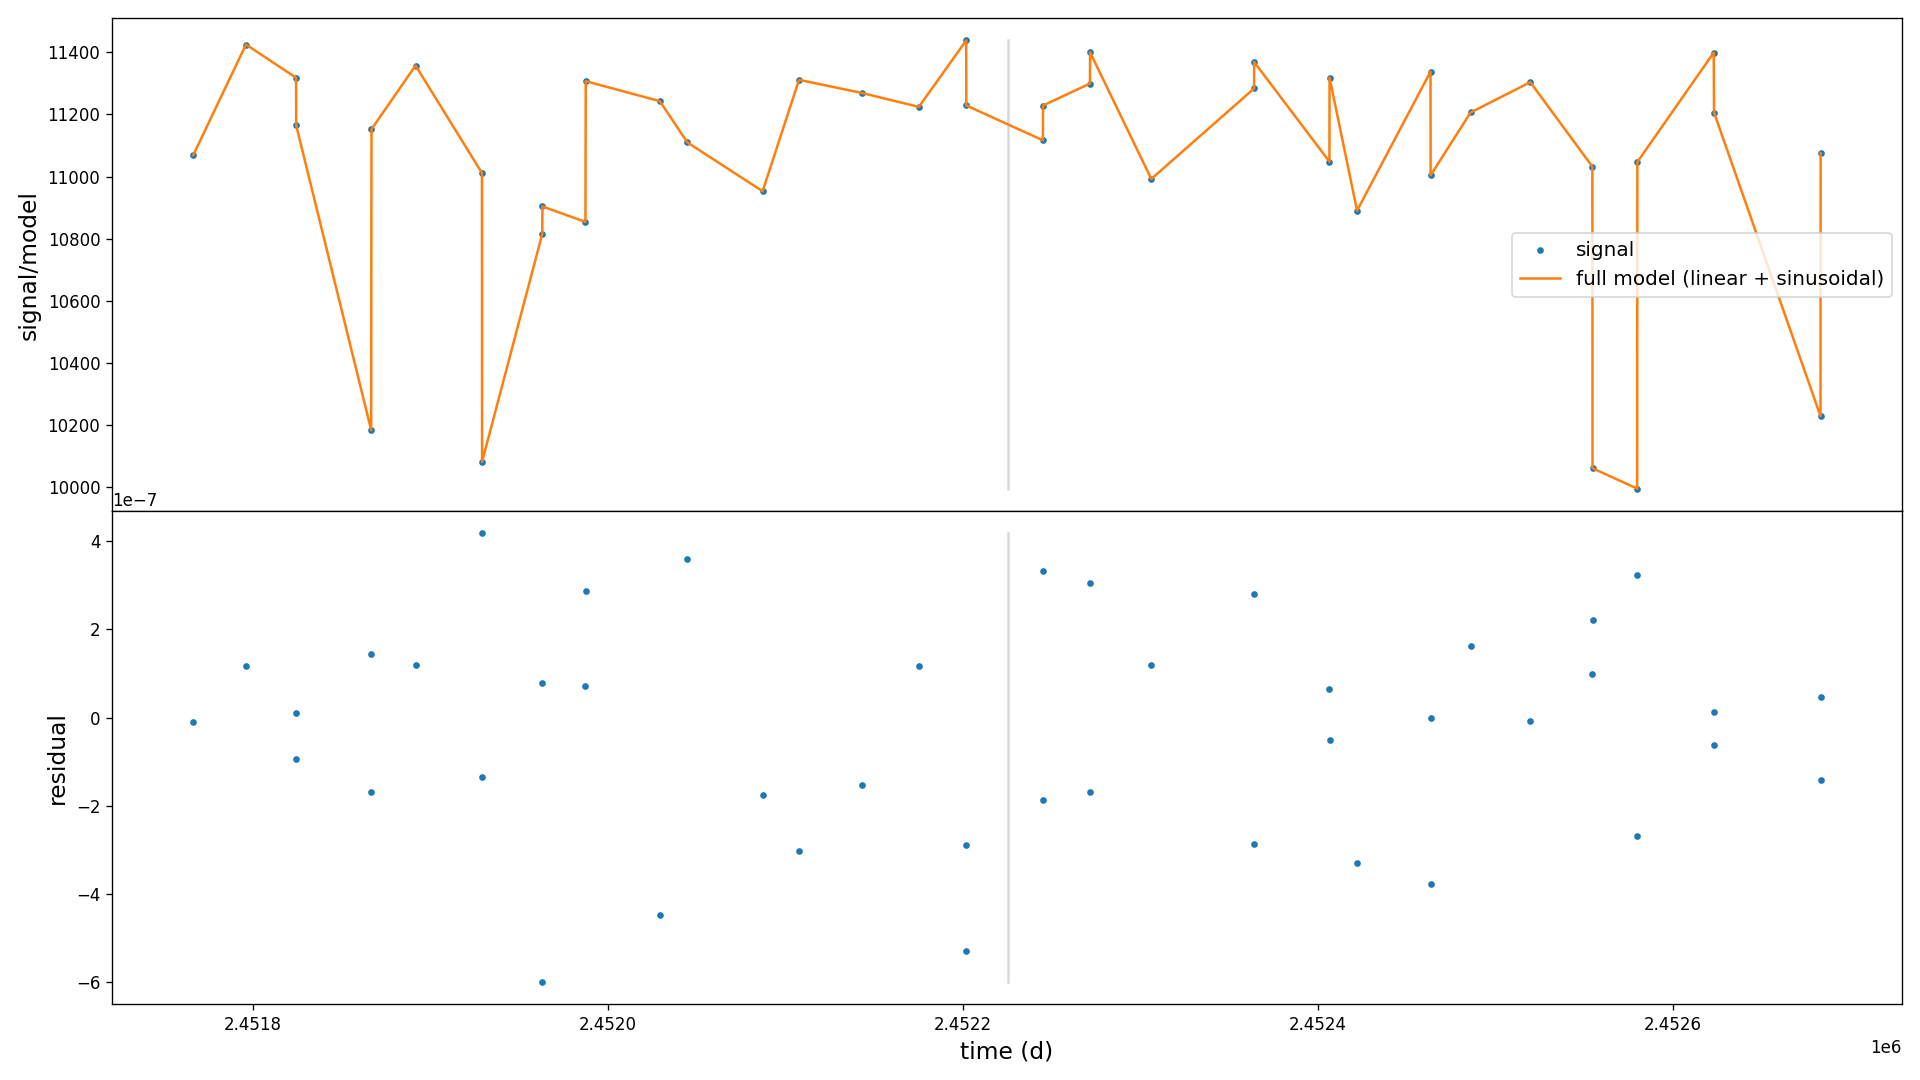 11400
11200
11000
10800
10600
10400
10200
10000
signal/model
signal
full model (linear + sinusoidal)
1e−7
4
2
0
−2
−4
−6
residual
2.4518
2.4520
2.4522
2.4524
2.4526
time (d)
1e6